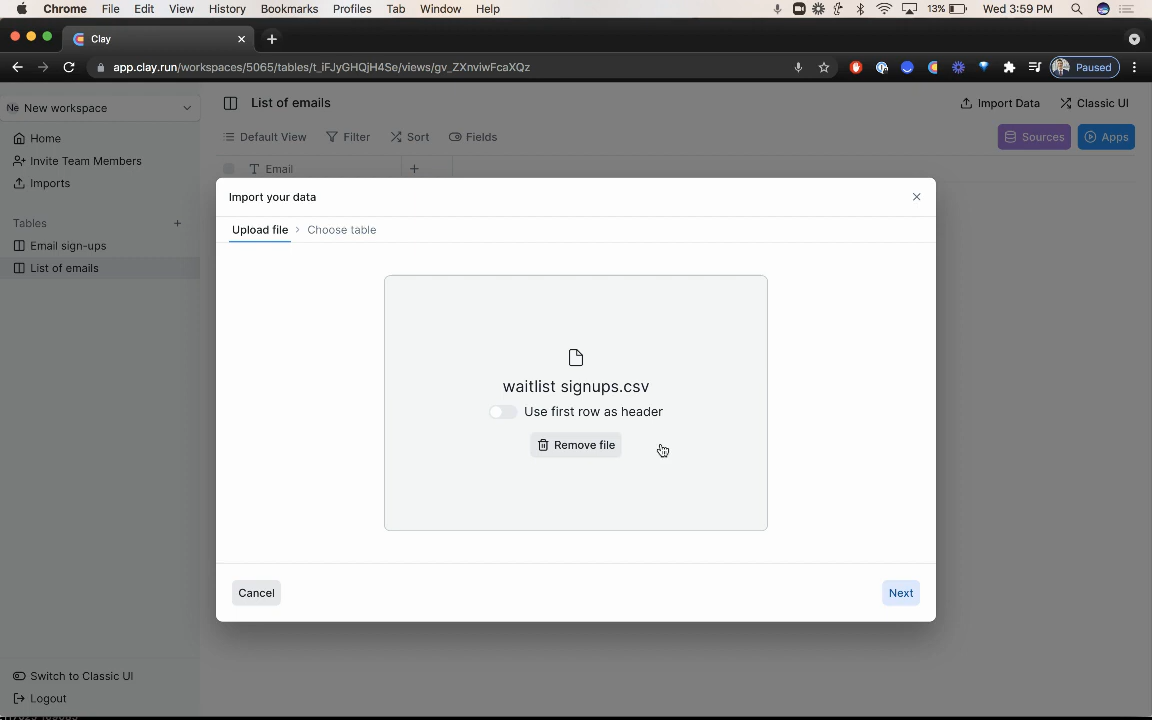 Chrome File Edit View History Bookmarks Profiles Tab Window Help 13% Wed 3:59 PM
Clay
app.clay.run/workspaces/5065/tables/t_iFJyGHQjH4Se/views/gv_ZXnviwFcaXQz Paused
Ne New workspace
List of emails
Import Data
Classic UI
Home
Invite Team Members
Imports
Default View
Filter
Sort
Fields
Sources
Apps
Email
Tables
Email sign-ups
List of emails
Import your data
Upload file
Choose table
waitlist signups.csv
Use first row as header
Remove file
Cancel
Next
Switch to Classic UI
Logout